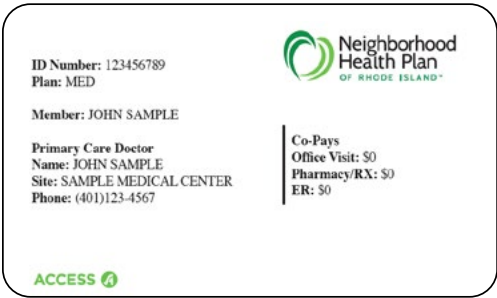 ID Number: 123456789
Plan: MED
Member: JOHN SAMPLE
Primary Care Doctor
Name: JOHN SAMPLE
Site: SAMPLE MEDICAL CENTER
Phone: (401)123-4567
Neighborhood
Health Plan
OF RHODE ISLAND™
Co-Pays
Office Visit: $0
Pharmacy/RX: $0
ER: $0
ACCESS